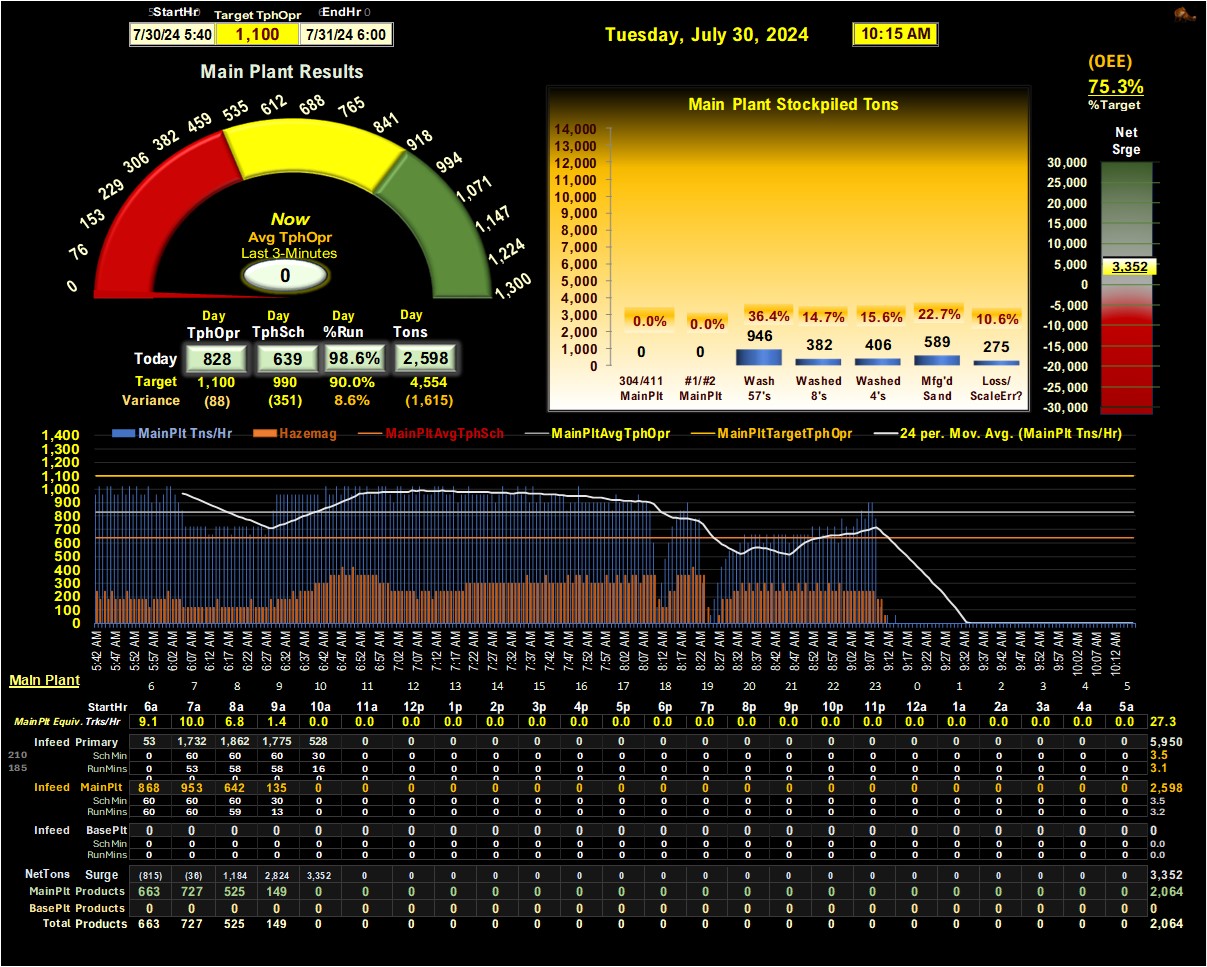 StartHr Target TphOpr EndHr 0
7/30/24 5:40 1,100 7/31/24 6:00
Tuesday, July 30, 2024 10:15 AM
(OEE)
75.3%
%Target
Main Plant Results
0 76 153 229 306 382 459 535 612 688 765 841 918 994 1,071 1,147 1,224 1,300
Now
Avg TphOpr
Last 3-Minutes
0
Day Day Day Day
TphOpr TphSch %Run Tons
Today 828 639 98.6% 2,598
Target 1,100 990 90.0% 4,554
Variance (88) (351) 8.6% (1,615)
Main Plant Stockpiled Tons
14,000
13,000
12,000
11,000
10,000
9,000
8,000
7,000
6,000
5,000
4,000
3,000
2,000
1,000
0
0.0% 0.0% 36.4% 14.7% 15.6% 22.7% 10.6%
0 0 946 382 406 589 275
304/411 #1/#2 Wash Washed Washed Mfg'd Loss/
MainPlt MainPlt 57's 8's 4's Sand ScaleErr?
Net
Srge
30,000
25,000
20,000
15,000
10,000
5,000
0
-5,000
-10,000
-15,000
-20,000
-25,000
-30,000
3,352
MainPlt Tns/Hr Hazemag MainPltAvgTphSch MainPltAvgTphOpr MainPltTargetTphOpr 24 per. Mov. Avg. (MainPlt Tns/Hr)
1,400
1,300
1,200
1,100
1,000
900
800
700
600
500
400
300
200
100
0
5:42 AM 5:47 AM 5:52 AM 5:57 AM 6:02 AM 6:07 AM 6:12 AM 6:17 AM 6:22 AM 6:27 AM 6:32 AM 6:37 AM 6:42 AM 6:47 AM 6:52 AM 6:57 AM 7:02 AM 7:07 AM 7:12 AM 7:17 AM 7:22 AM 7:27 AM 7:32 AM 7:37 AM 7:42 AM 7:47 AM 7:52 AM 7:57 AM 8:02 AM 8:07 AM 8:12 AM 8:17 AM 8:22 AM 8:27 AM 8:32 AM 8:37 AM 8:42 AM 8:47 AM 8:52 AM 8:57 AM 9:02 AM 9:07 AM 9:12 AM 9:17 AM 9:22 AM 9:27 AM 9:32 AM 9:37 AM 9:42 AM 9:47 AM 9:52 AM 9:57 AM 10:02 AM 10:07 AM 10:12 AM
Main Plant
6 7 8 9 10 11 12 13 14 15 16 17 18 19 20 21 22 23 0 1 2 3 4 5
StartHr 6a 7a 8a 9a 10a 11a 12p 1p 2p 3p 4p 5p 6p 7p 8p 9p 10p 11p 12a 1a 2a 3a 4a 5a
MainPlt Equiv. Trks/Hr 9.1 10.0 6.8 1.4 0.0 0.0 0.0 0.0 0.0 0.0 0.0 0.0 0.0 0.0 0.0 0.0 0.0 0.0 0.0 0.0 0.0 0.0 0.0 0.0 27.3
Infeed Primary 53 1,732 1,862 1,775 528 0 0 0 0 0 0 0 0 0 0 0 0 0 0 0 0 0 0 0 5,950
210 SchMin 0 60 60 60 30 0 0 0 0 0 0 0 0 0 0 0 0 0 0 0 0 0 0 0 3.5
185 RunMins 0 53 58 58 16 0 0 0 0 0 0 0 0 0 0 0 0 0 0 0 0 0 0 0 3.1
0 0 0 0 0 0 0 0 0 0 0 0 0 0 0 0 0 0 0 0 0 0 0 0
Infeed MainPlt 868 953 642 135 0 0 0 0 0 0 0 0 0 0 0 0 0 0 0 0 0 0 0 0 2,598
SchMin 60 60 60 30 0 0 0 0 0 0 0 0 0 0 0 0 0 0 0 0 0 0 0 0 3.5
RunMins 60 60 59 13 0 0 0 0 0 0 0 0 0 0 0 0 0 0 0 0 0 0 0 0 3.2
Infeed BasePlt 0 0 0 0 0 0 0 0 0 0 0 0 0 0 0 0 0 0 0 0 0 0 0 0 0
SchMin 0 0 0 0 0 0 0 0 0 0 0 0 0 0 0 0 0 0 0 0 0 0 0 0 0.0
RunMins 0 0 0 0 0 0 0 0 0 0 0 0 0 0 0 0 0 0 0 0 0 0 0 0 0.0
NetTons Surge (815) (36) 1,184 2,824 3,352 0 0 0 0 0 0 0 0 0 0 0 0 0 0 0 0 0 0 0 3,352
MainPlt Products 663 727 525 149 0 0 0 0 0 0 0 0 0 0 0 0 0 0 0 0 0 0 0 0 2,064
BasePlt Products 0 0 0 0 0 0 0 0 0 0 0 0 0 0 0 0 0 0 0 0 0 0 0 0 0
Total Products 663 727 525 149 0 0 0 0 0 0 0 0 0 0 0 0 0 0 0 0 0 0 0 0 2,064